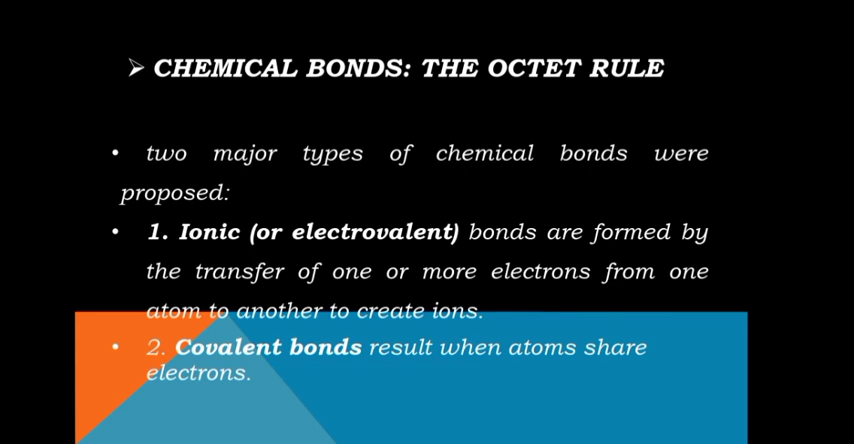 ➢ CHEMICAL BONDS: THE OCTET RULE
• two major types of chemical bonds were
proposed:
• 1. Ionic (or electrovalent) bonds are formed by
the transfer of one or more electrons from one
atom to another to create ions.
• 2. Covalent bonds result when atoms share
electrons.